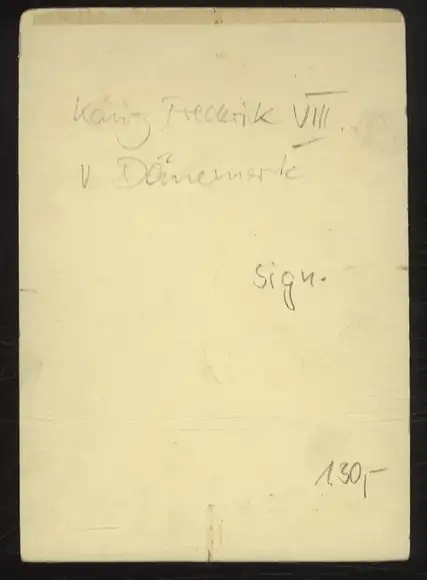 König Frederik VIII.
v Dänemark
sign.
130,-